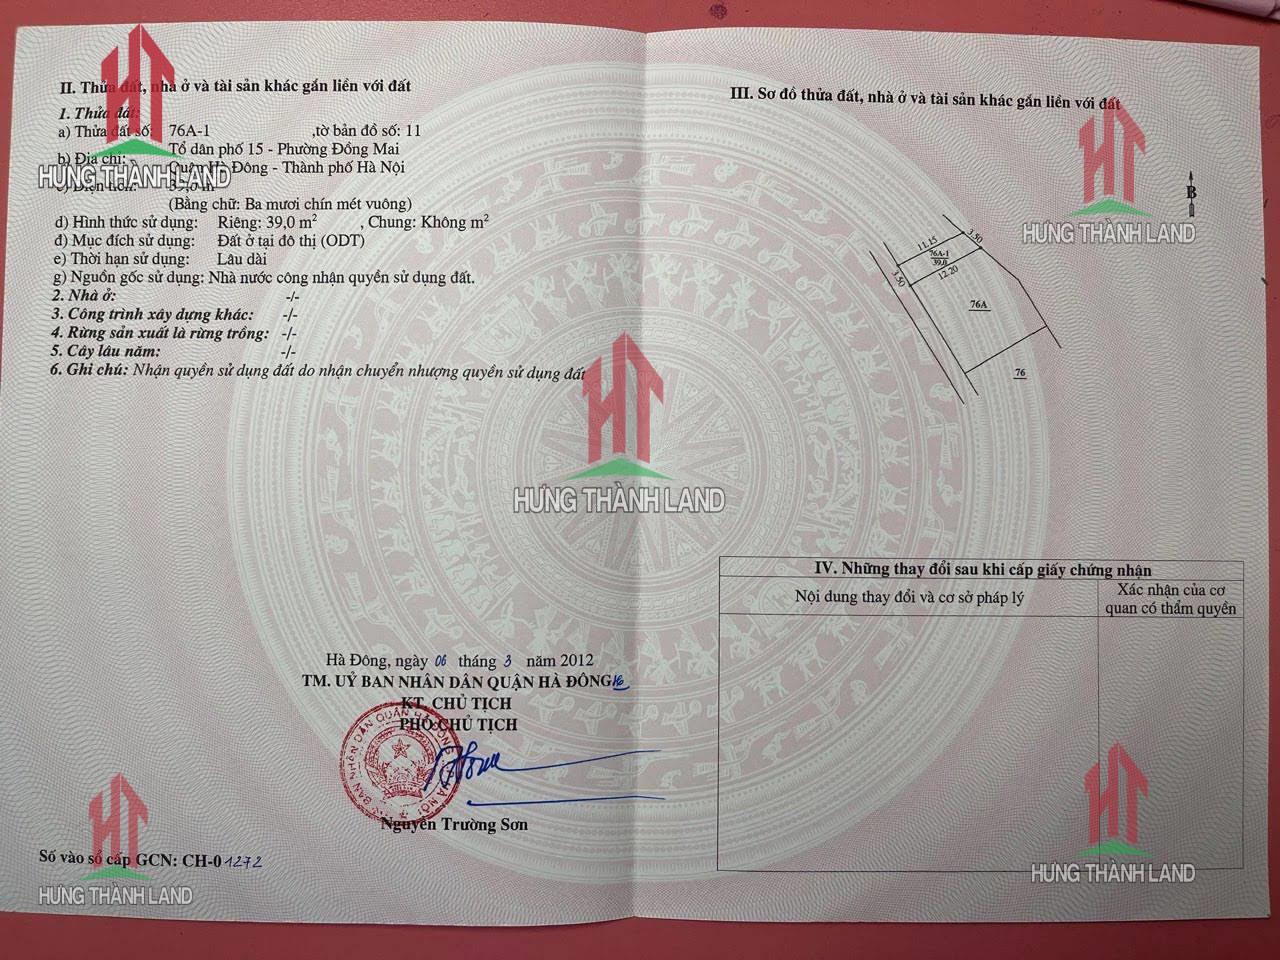 II. Thửa đất, nhà ở và tài sản khác gắn liền với đất
1. Thửa đất:
a) Thửa đất số: 76A-1 ,tờ bản đồ số: 11
b) Địa chỉ: Tổ dân phố 15 - Phường Đồng Mai
Quận Hà Đông - Thành phố Hà Nội
c) Diện tích: 39,0 m
(Bằng chữ: Ba mươi chín mét vuông)
d) Hình thức sử dụng: Riêng: 39,0 m² , Chung: Không m²
đ) Mục đích sử dụng: Đất ở tại đô thị (ODT)
e) Thời hạn sử dụng: Lâu dài
g) Nguồn gốc sử dụng: Nhà nước công nhận quyền sử dụng đất.
2. Nhà ở: -/-
3. Công trình xây dựng khác: -/-
4. Rừng sản xuất là rừng trồng: -/-
5. Cây lâu năm: -/-
6. Ghi chú: Nhận quyền sử dụng đất do nhận chuyển nhượng quyền sử dụng đất
Hà Đông, ngày 06 tháng 3 năm 2012
TM. UỶ BAN NHÂN DÂN QUẬN HÀ ĐÔNG
KT. CHỦ TỊCH
PHÓ CHỦ TỊCH
Nguyễn Trường Sơn
Số vào sổ cấp GCN: CH-01272
III. Sơ đồ thửa đất, nhà ở và tài sản khác gắn liền với đất
B
11.15
3.50
76A-1
39,0
3.50
12.20
76A
76
IV. Những thay đổi sau khi cấp giấy chứng nhận
Nội dung thay đổi và cơ sở pháp lý
Xác nhận của cơ
quan có thẩm quyền
HƯNG THÀNH LAND
HƯNG THÀNH LAND
HƯNG THÀNH LAND
HƯNG THÀNH LAND
HƯNG THÀNH LAND